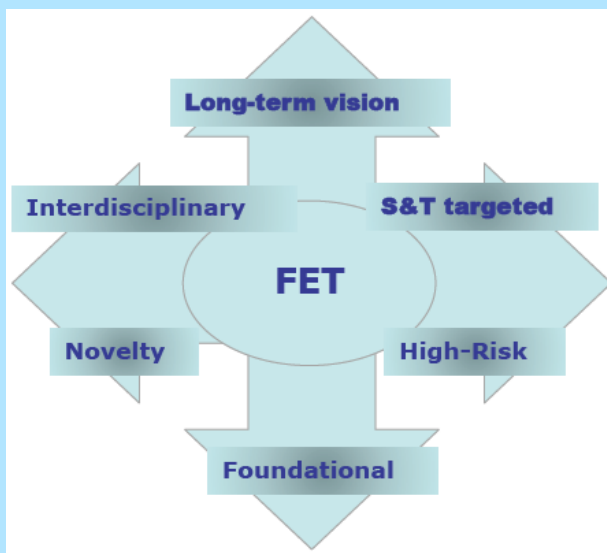 Long-term vision
Interdisciplinary
S&T targeted
FET
Novelty
High-Risk
Foundational